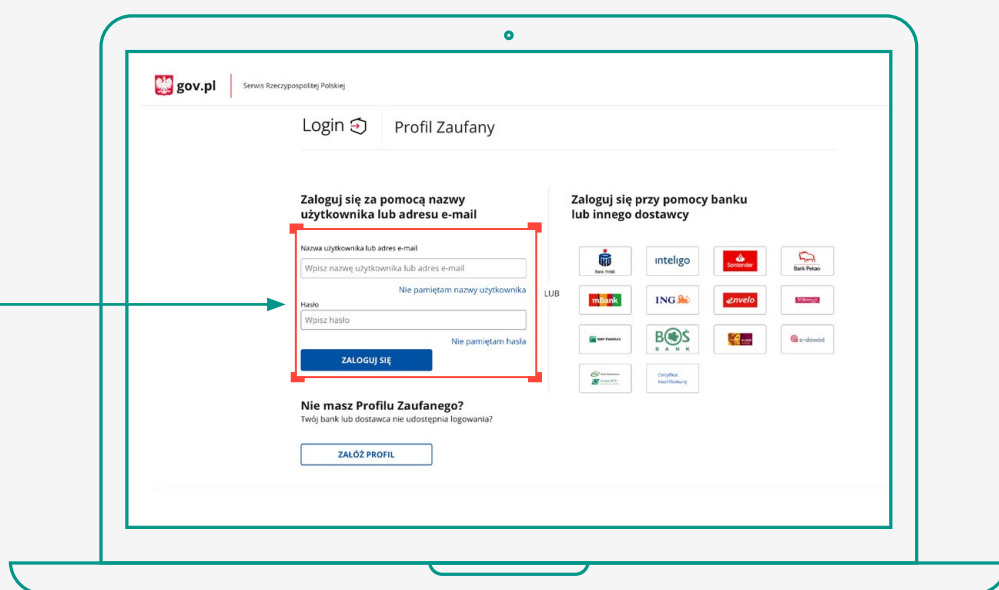 gov.pl
Serwis Rzeczypospolitej Polskiej
Login
Profil Zaufany
Zaloguj się za pomocą nazwy
użytkownika lub adresu e-mail
Nazwa użytkownika lub adres e-mail
Wpisz nazwę użytkownika lub adres e-mail
Nie pamiętam nazwy użytkownika
Hasło
Wpisz hasło
Nie pamiętam hasła
ZALOGUJ SIĘ
LUB
Zaloguj się przy pomocy banku
lub innego dostawcy
Bank Polski
inteligo
Santander
Bank Pekao
mBank
ING
envelo
Millennium
BNP PARIBAS
BOŚ
BANK
e-dowód
Certyfikat
kwalifikowany
Nie masz Profilu Zaufanego?
Twój bank lub dostawca nie udostępnia logowania?
ZAŁÓŻ PROFIL